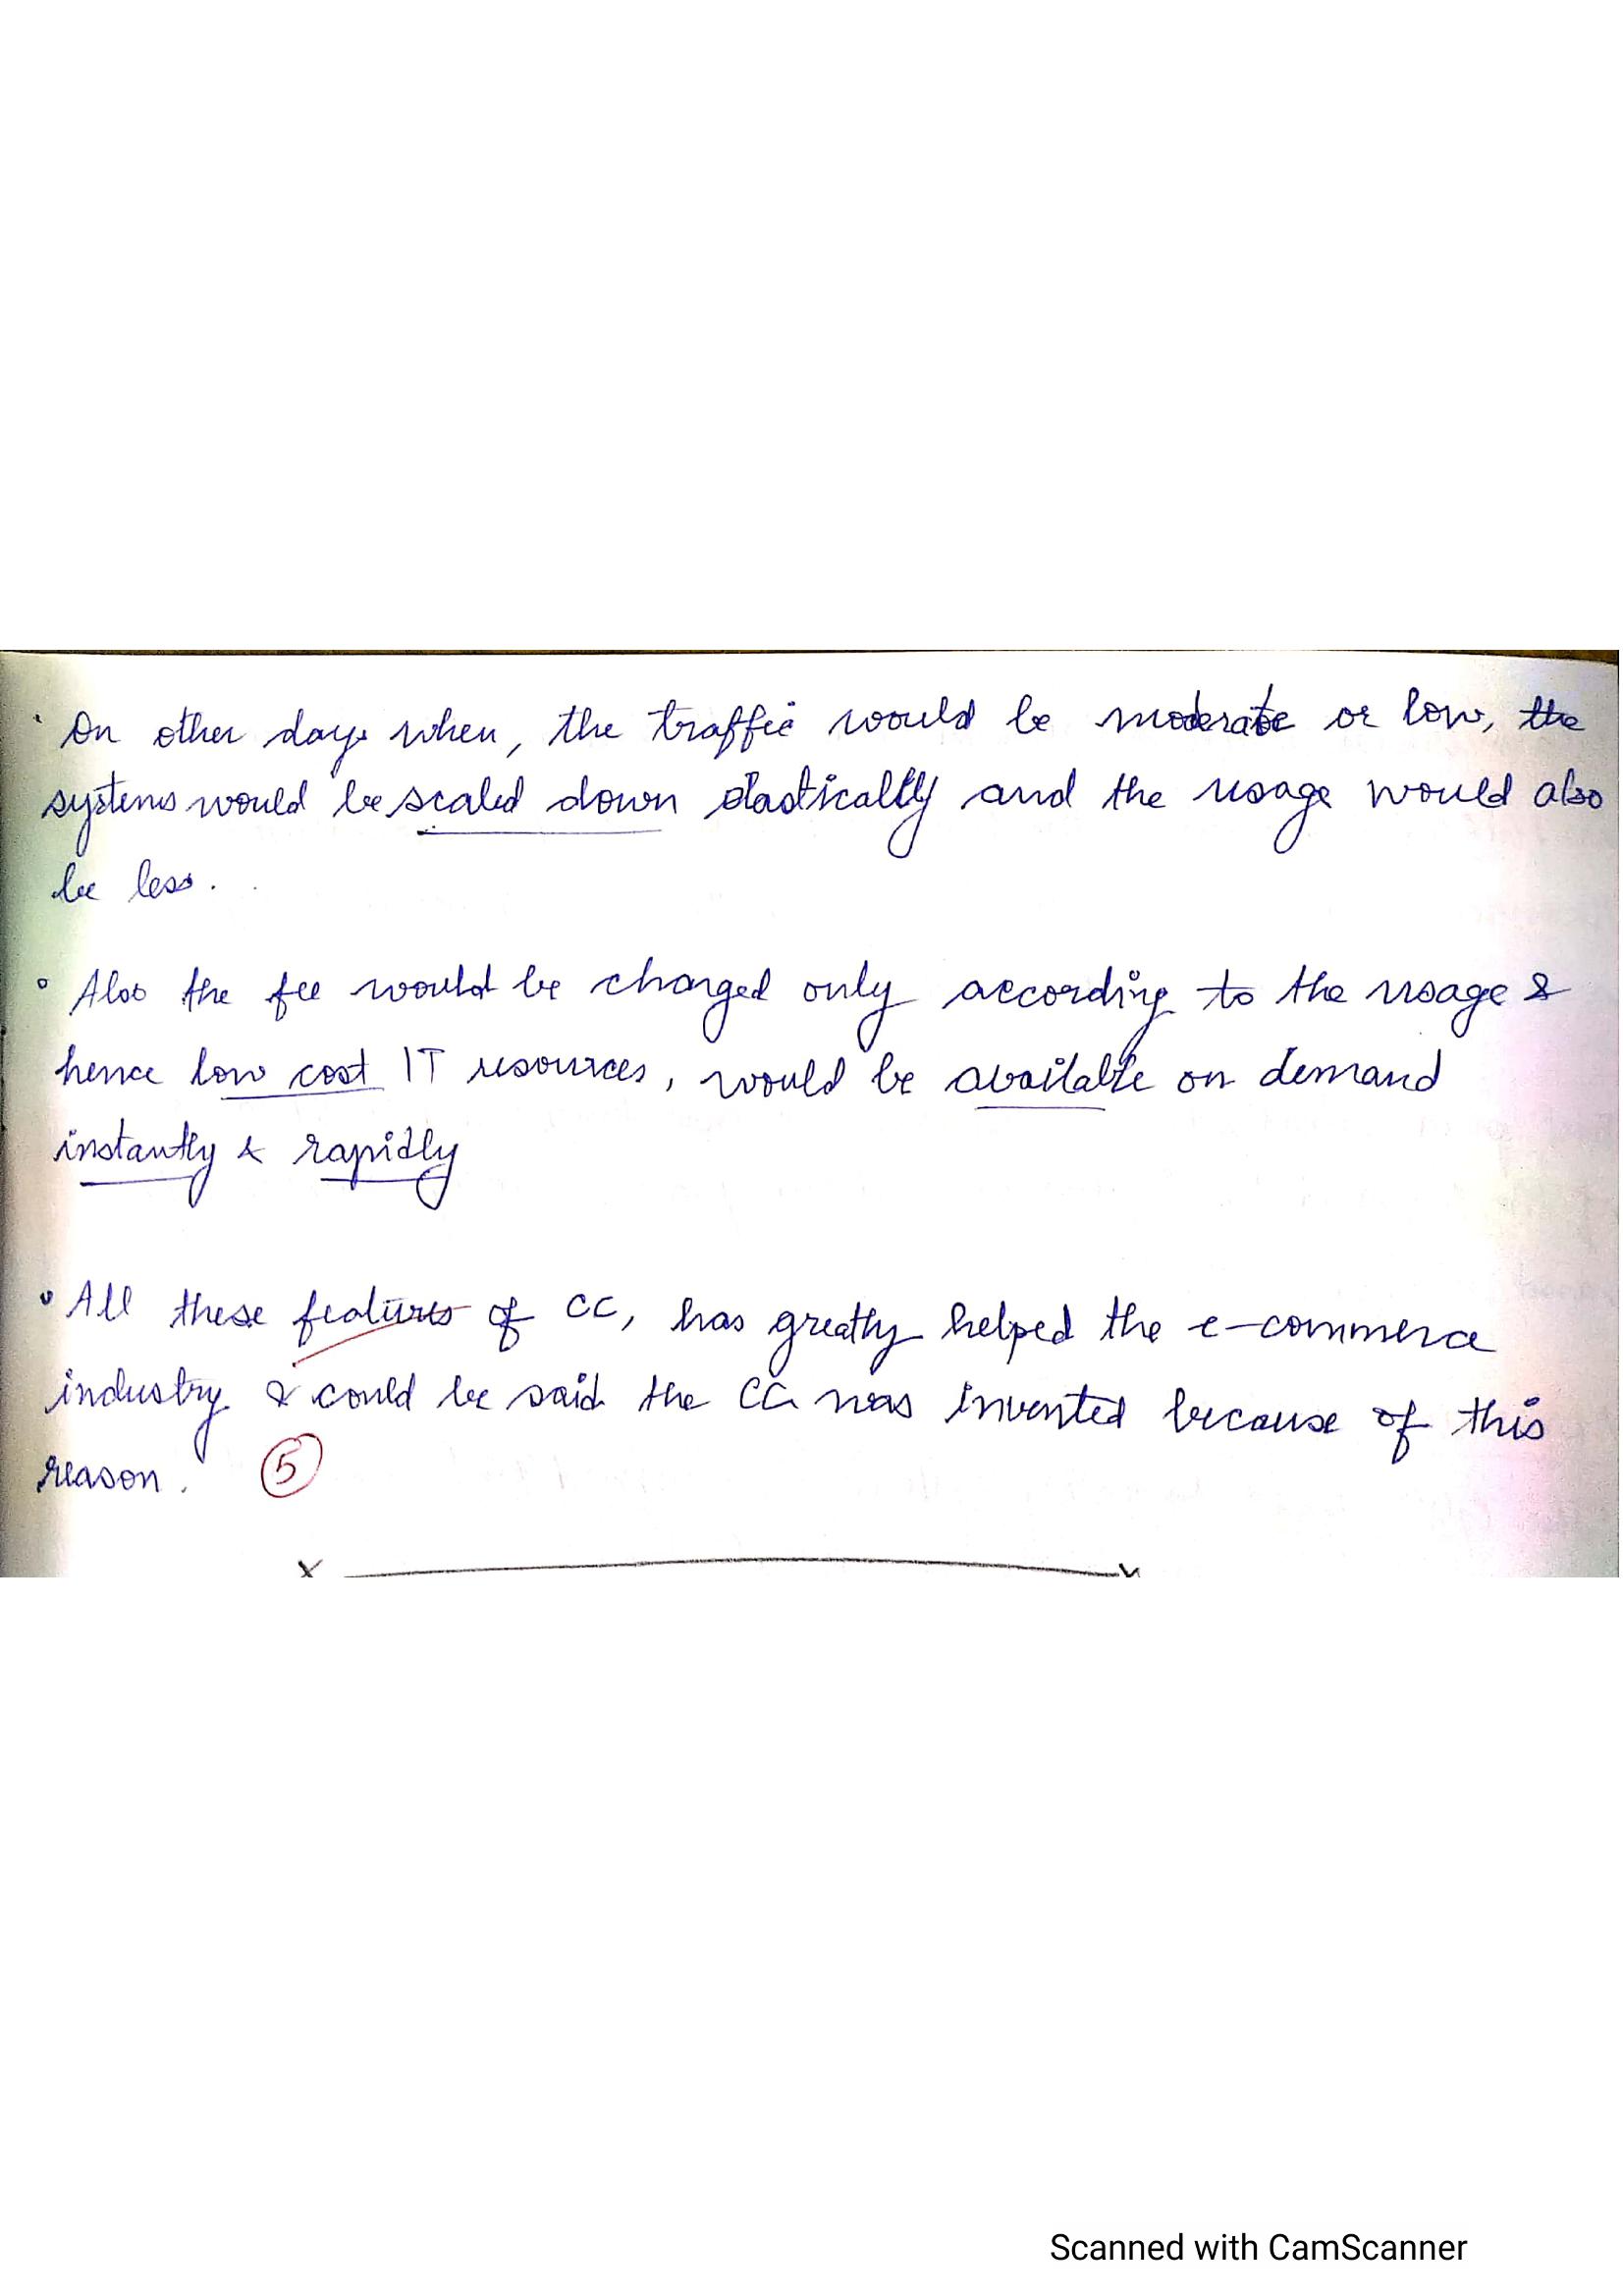 · On other days when, the traffic would be moderate or low, the
systems would be scaled down elastically and the usage would also
be less.
° Also the fee would be charged only according to the usage &
hence low cost IT resources, would be available on demand
instantly & rapidly
° All these features of CC, has greatly helped the e-commerce
industry & could be said the CC was invented because of this
reason. 5
x x
Scanned with CamScanner